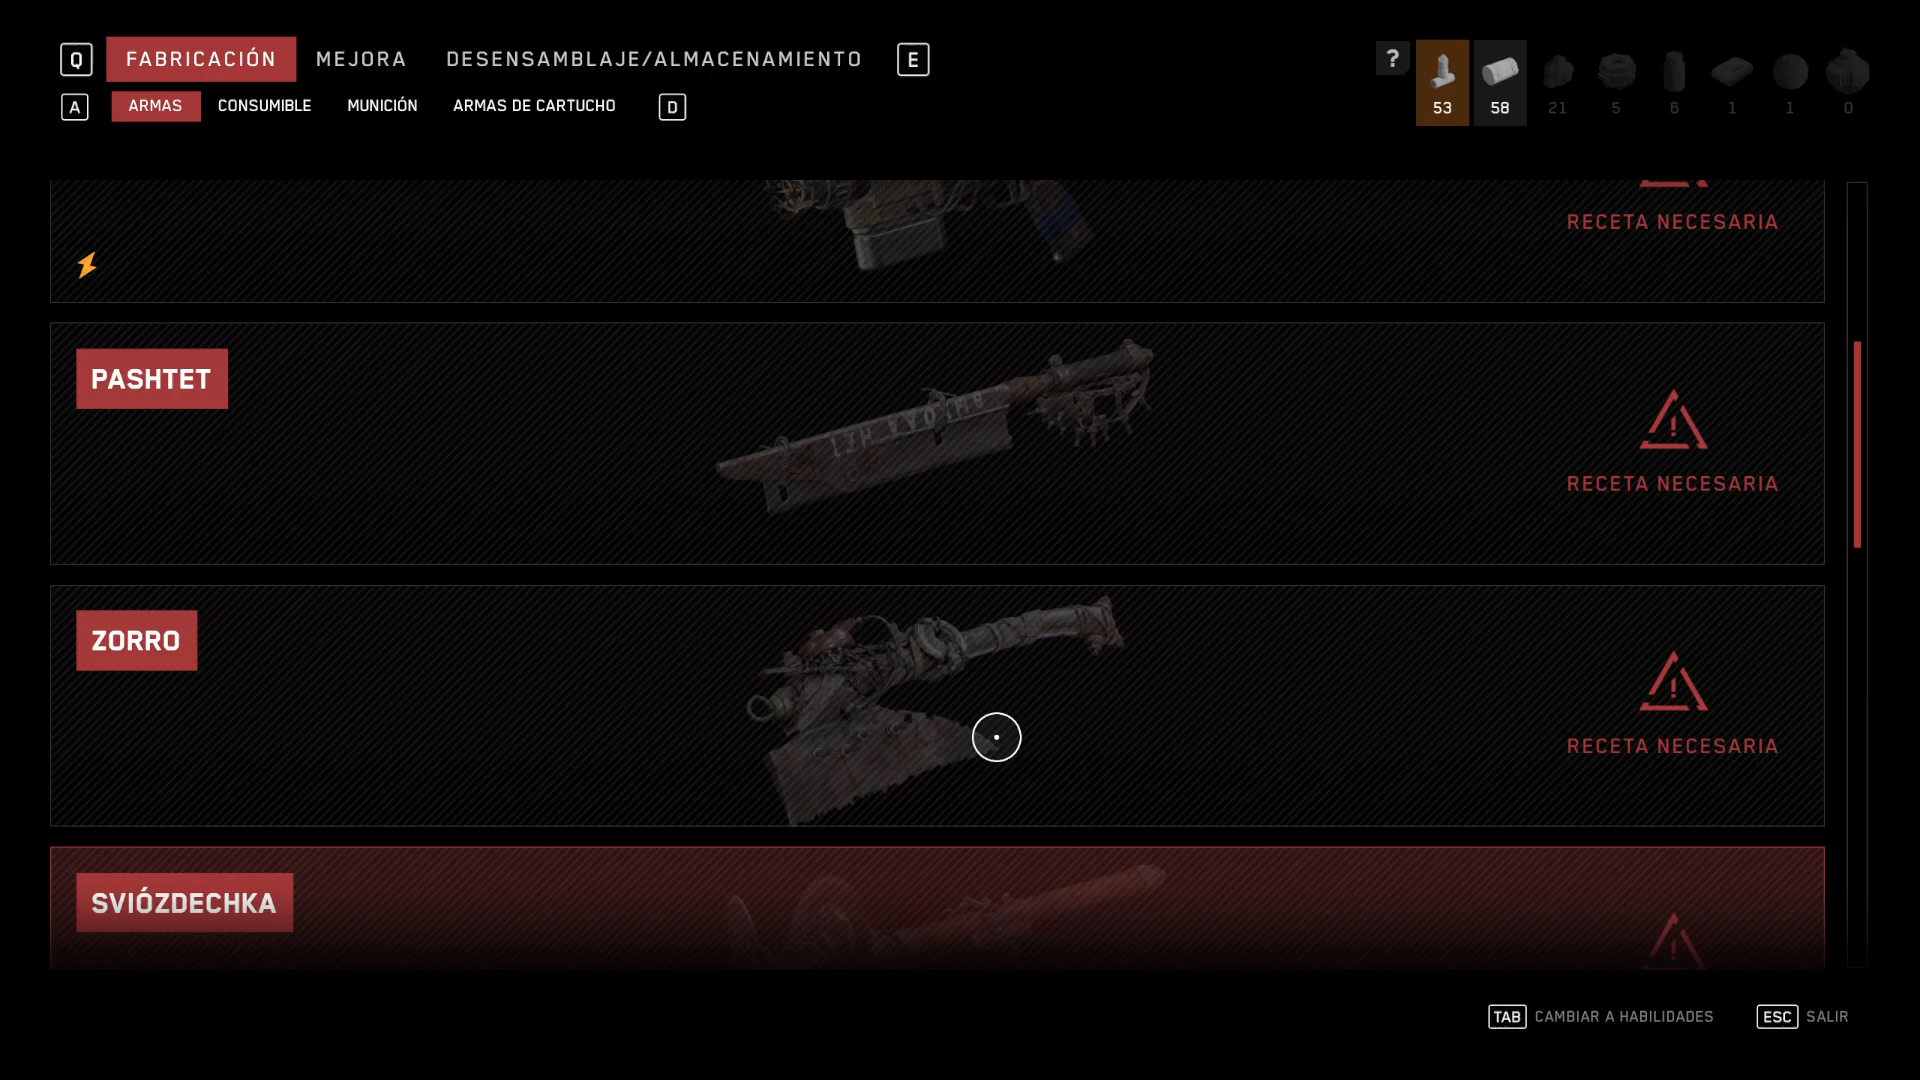 Q FABRICACIÓN MEJORA DESENSAMBLAJE/ALMACENAMIENTO E
A ARMAS CONSUMIBLE MUNICIÓN ARMAS DE CARTUCHO D
?
53 58 21 5 6 1 1 0
RECETA NECESARIA
PASHTET
RECETA NECESARIA
ZORRO
RECETA NECESARIA
SVIÓZDECHKA
TAB CAMBIAR A HABILIDADES ESC SALIR